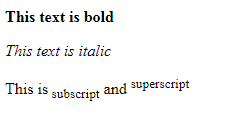 This text is bold
This text is italic
This is subscript and superscript